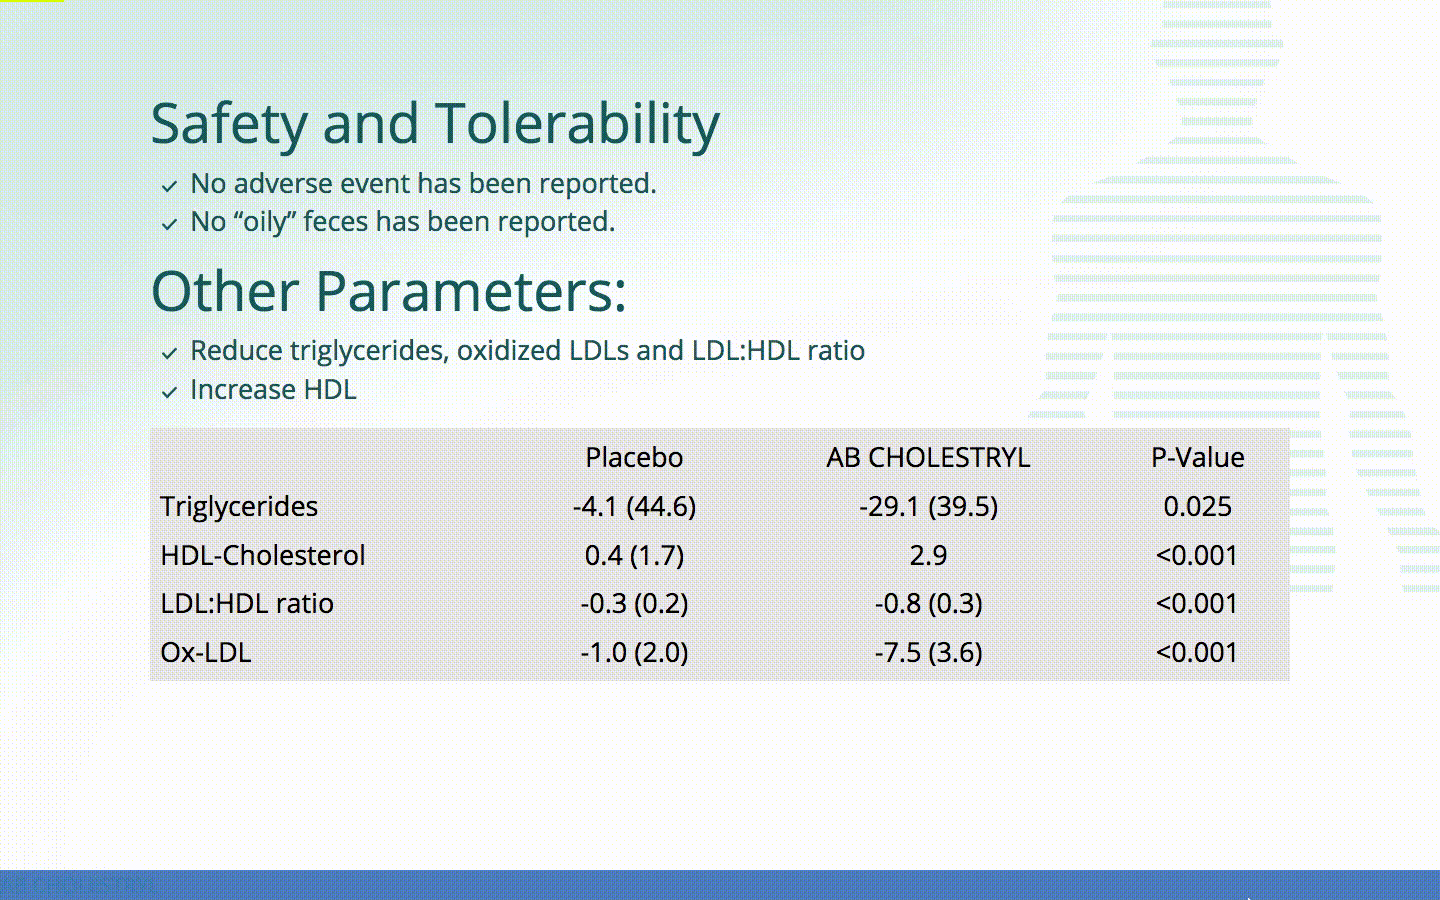 Safety and Tolerability
✓ No adverse event has been reported.
✓ No “oily” feces has been reported.
Other Parameters:
✓ Reduce triglycerides, oxidized LDLs and LDL:HDL ratio
✓ Increase HDL
Placebo AB CHOLESTRYL P-Value
Triglycerides -4.1 (44.6) -29.1 (39.5) 0.025
HDL-Cholesterol 0.4 (1.7) 2.9 <0.001
LDL:HDL ratio -0.3 (0.2) -0.8 (0.3) <0.001
Ox-LDL -1.0 (2.0) -7.5 (3.6) <0.001
AB CHOLESTRYL